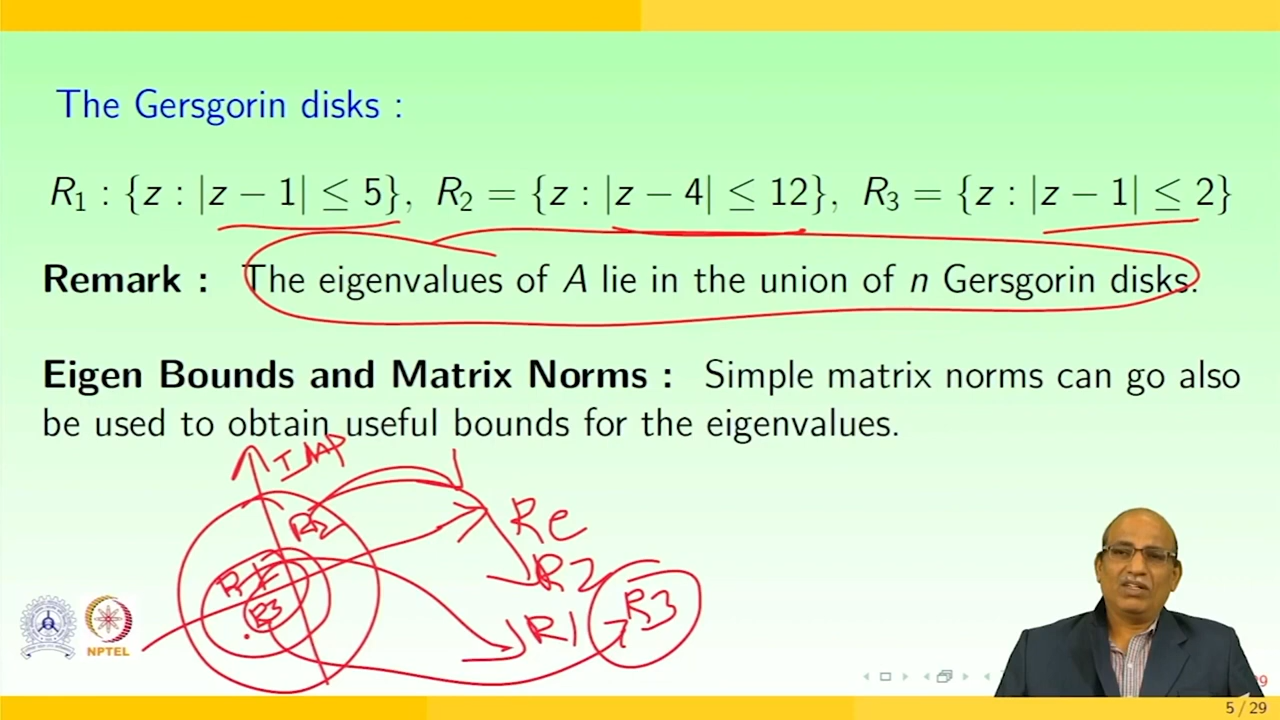 The Gersgorin disks :
R₁ : {z : |z − 1| ≤ 5}, R₂ = {z : |z − 4| ≤ 12}, R₃ = {z : |z − 1| ≤ 2}
Remark : The eigenvalues of A lie in the union of n Gersgorin disks.
Eigen Bounds and Matrix Norms : Simple matrix norms can go also
be used to obtain useful bounds for the eigenvalues.
IMP
R2
Re
R1
R3
R2
R1
R3
NPTEL
5 / 29